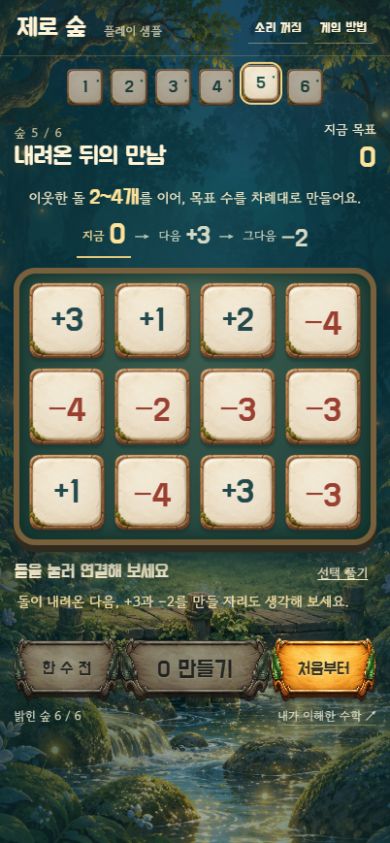 제로 숲 플레이 샘플 소리 꺼짐 게임 방법
1 2 3 4 5 6
숲 5 / 6 지금 목표
내려온 뒤의 만남 0
이웃한 돌 2~4개를 이어, 목표 수를 차례대로 만들어요.
지금 0 → 다음 +3 → 그다음 −2
+3 +1 +2 −4
−4 −2 −3 −3
+1 −4 +3 −3
돌을 눌러 연결해 보세요 선택 풀기
돌이 내려온 다음, +3과 −2를 만들 자리도 생각해 보세요.
한 수 전 0 만들기 처음부터
밝힌 숲 6 / 6 내가 이해한 수학 ↗